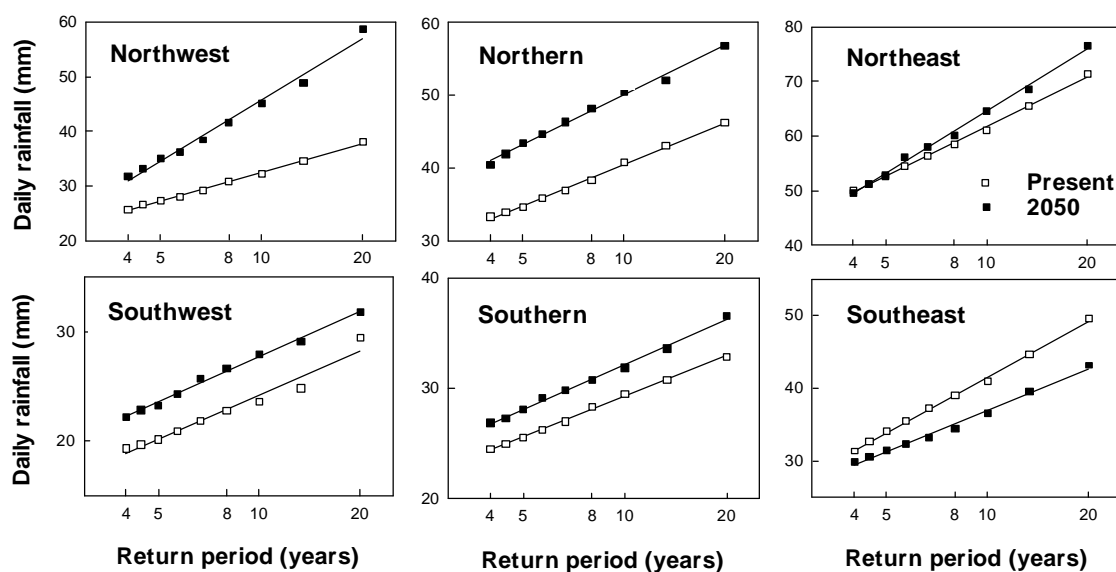 Daily rainfall (mm)
60
50
40
30
20
Northwest
4 5 8 10 20
60
50
40
30
Northern
4 5 8 10 20
80
70
60
50
40
Northeast
Present
2050
4 5 8 10 20
Daily rainfall (mm)
30
20
Southwest
4 5 8 10 20
Return period (years)
40
30
20
Southern
4 5 8 10 20
Return period (years)
50
40
30
Southeast
4 5 8 10 20
Return period (years)